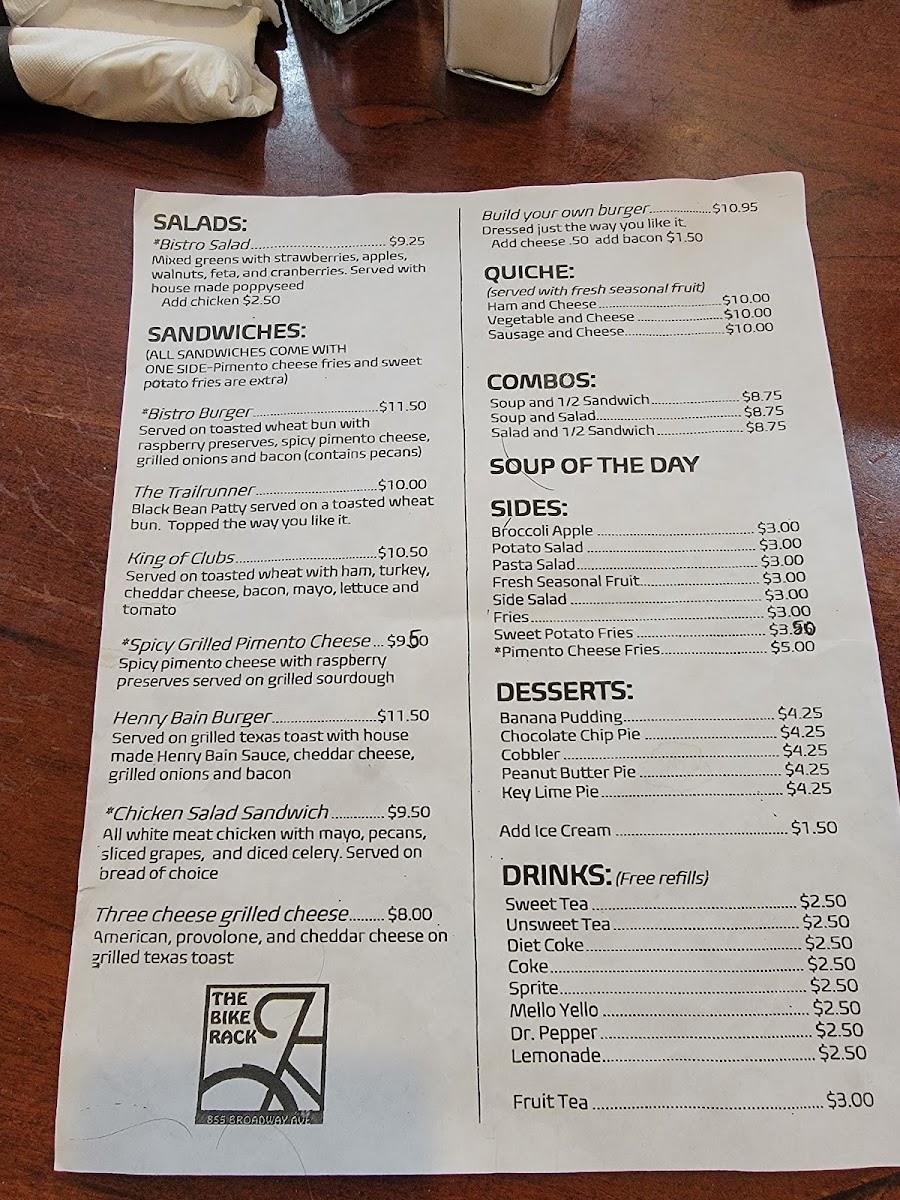 SALADS:
*Bistro Salad................................ $9.25
Mixed greens with strawberries, apples,
walnuts, feta, and cranberries. Served with
house made poppyseed
Add chicken $2.50
SANDWICHES:
(ALL SANDWICHES COME WITH
ONE SIDE-Pimento cheese fries and sweet
potato fries are extra)
*Bistro Burger..............................$11.50
Served on toasted wheat bun with
raspberry preserves, spicy pimento cheese,
grilled onions and bacon (contains pecans)
The Trailrunner.............................$10.00
Black Bean Patty served on a toasted wheat
bun. Topped the way you like it.
King of Clubs.................................$10.50
Served on toasted wheat with ham, turkey,
cheddar cheese, bacon, mayo, lettuce and
tomato
*Spicy Grilled Pimento Cheese... $9.50
Spicy pimento cheese with raspberry
preserves served on grilled sourdough
Henry Bain Burger.........................$11.50
Served on grilled texas toast with house
made Henry Bain Sauce, cheddar cheese,
grilled onions and bacon
*Chicken Salad Sandwich ............. $9.50
All white meat chicken with mayo, pecans,
sliced grapes, and diced celery. Served on
bread of choice
Three cheese grilled cheese......... $8.00
American, provolone, and cheddar cheese on
grilled texas toast
THE
BIKE
RACK
855 BROADWAY AVE
Build your own burger..................$10.95
Dressed just the way you like it.
Add cheese .50 add bacon $1.50
QUICHE:
(served with fresh seasonal fruit)
Ham and Cheese..............................$10.00
Vegetable and Cheese .....................$10.00
Sausage and Cheese........................$10.00
COMBOS:
Soup and 1/2 Sandwich.....................$8.75
Soup and Salad...................................$8.75
Salad and 1/2 Sandwich....................$8.75
SOUP OF THE DAY
SIDES:
Broccoli Apple.....................................$3.00
Potato Salad .......................................$3.00
Pasta Salad.........................................$3.00
Fresh Seasonal Fruit...........................$3.00
Side Salad ...........................................$3.00
Fries.....................................................$3.00
Sweet Potato Fries .............................$3.50
*Pimento Cheese Fries........................$5.00
DESSERTS:
Banana Pudding.................................. $4.25
Chocolate Chip Pie .............................. $4.25
Cobbler ................................................ $4.25
Peanut Butter Pie ............................... $4.25
Key Lime Pie........................................ $4.25
Add Ice Cream ...................................... $1.50
DRINKS: (Free refills)
Sweet Tea ............................................ $2.50
Unsweet Tea........................................ $2.50
Diet Coke.............................................. $2.50
Coke...................................................... $2.50
Sprite.................................................... $2.50
Mello Yello ........................................... $2.50
Dr. Pepper............................................ $2.50
Lemonade............................................. $2.50
Fruit Tea ................................................ $3.00